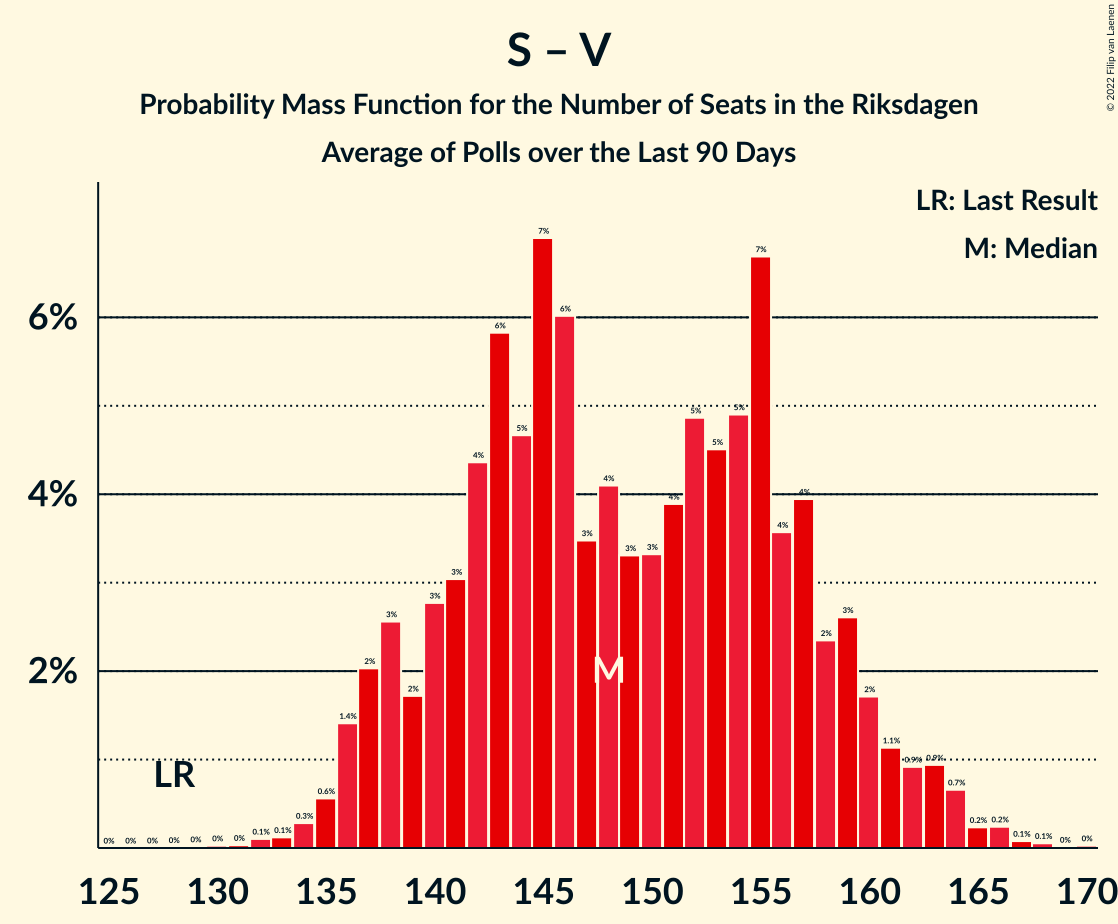 S – V
Probability Mass Function for the Number of Seats in the Riksdagen
Average of Polls over the Last 90 Days
© 2022 Filip van Laenen
LR: Last Result
M: Median
6%
4%
2%
0% 0% 0% 0% 0% 0% 0% 0.1% 0.1% 0.3% 0.6% 1.4% 2% 3% 2% 3% 3% 4% 6% 5% 7% 6% 3% 4% 3% 3% 4% 5% 5% 5% 7% 4% 4% 2% 3% 2% 1.1% 0.9% 0.9% 0.7% 0.2% 0.2% 0.1% 0.1% 0% 0%
M
LR
125 130 135 140 145 150 155 160 165 170